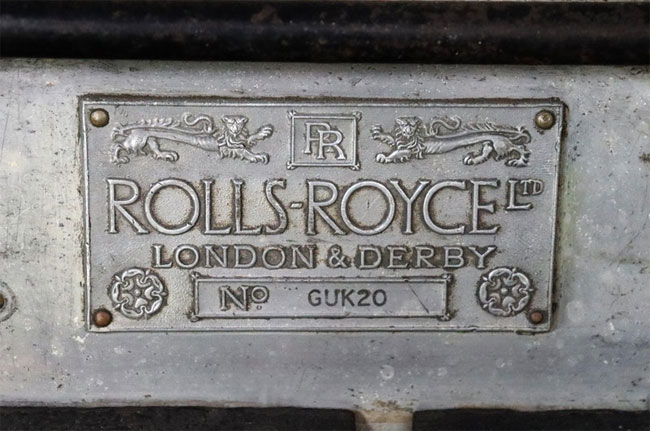 RR
ROLLS-ROYCE LTD
LONDON & DERBY
No GUK20